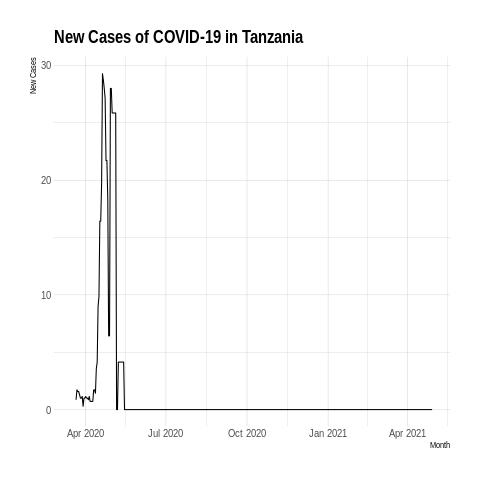 New Cases of COVID-19 in Tanzania
New Cases
30
20
10
0
Apr 2020 Jul 2020 Oct 2020 Jan 2021 Apr 2021
Month